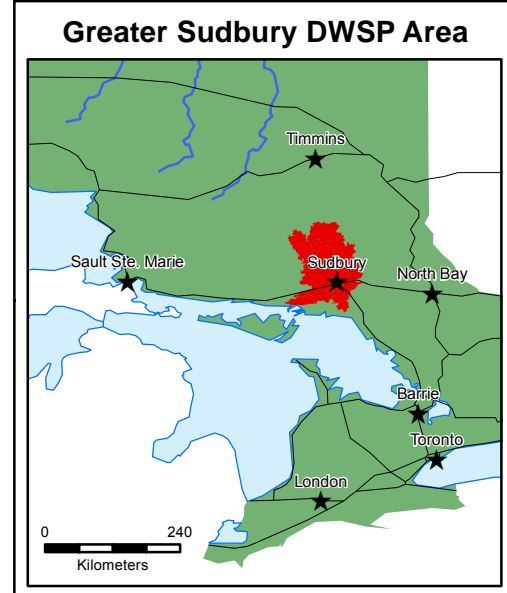 Greater Sudbury DWSP Area
Timmins
Sault Ste. Marie
Sudbury
North Bay
Barrie
Toronto
London
0 240
Kilometers